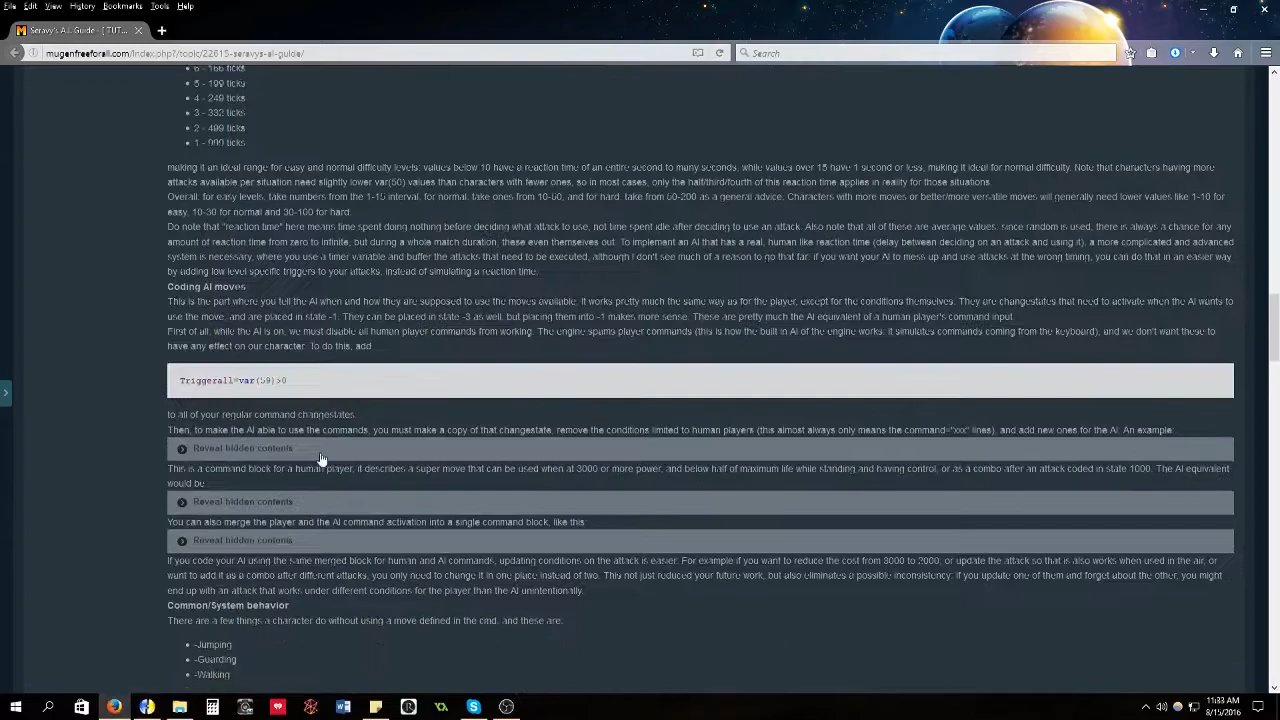 File Edit View History Bookmarks Tools Help
Seravy's A.I. Guide - [ TUT...
mugenfreeforall.com/index.php?/topic/22615-seravys-ai-guide/
Search
6 - 166 ticks
5 - 199 ticks
4 - 249 ticks
3 - 332 ticks
2 - 499 ticks
1 - 999 ticks
making it an ideal range for easy and normal difficulty levels: values below 10 have a reaction time of an entire second to many seconds, while values over 15 have 1 second or less, making it ideal for normal difficulty. Note that characters having more
attacks available per situation need slightly lower var(50) values than characters with fewer ones, so in most cases, only the half/third/fourth of this reaction time applies in reality for those situations.
Overall, for easy levels, take numbers from the 1-15 interval, for normal, take ones from 10-50, and for hard, take from 50-200 as a general advice. Characters with more moves or better/more versatile moves will generally need lower values like 1-10 for
easy, 10-30 for normal and 30-100 for hard.
Do note that "reaction time" here means time spent doing nothing before deciding what attack to use, not time spent idle after deciding to use an attack. Also note that all of these are average values: since random is used, there is always a chance for any
amount of reaction time from zero to infinite, but during a whole match duration, these even themselves out. To implement an AI that has a real, human like reaction time (delay between deciding on an attack and using it), a more complicated and advanced
system is necessary, where you use a timer variable and buffer the attacks that need to be executed, although I don't see much of a reason to go that far: if you want your AI to mess up and use attacks at the wrong timing, you can do that in an easier way
by adding low level specific triggers to your attacks, instead of simulating a reaction time.
Coding AI moves
This is the part where you tell the AI when and how they are supposed to use the moves available. It works pretty much the same way as for the player, except for the conditions themselves. They are changestates that need to activate when the AI wants to
use the move, and are placed in state -1. They can be placed in state -3 as well, but placing them into -1 makes more sense. These are pretty much the AI equivalent of a human player's command input.
First of all, while the AI is on, we must disable all human player commands from working. The engine spams player commands (this is how the built in AI of the engine works: it simulates commands coming from the keyboard), and we don't want these to
have any effect on our character. To do this, add
Triggerall=var(59)>0
to all of your regular command changestates.
Then, to make the AI able to use the commands, you must make a copy of that changestate, remove the conditions limited to human players (this almost always only means the command="xxx" lines), and add new ones for the AI. An example:
Reveal hidden contents
This is a command block for a human player, it describes a super move that can be used when at 3000 or more power, and below half of maximum life while standing and having control, or as a combo after an attack coded in state 1000. The AI equivalent
would be
Reveal hidden contents
You can also merge the player and the AI command activation into a single command block, like this:
Reveal hidden contents
If you code your AI using the same merged block for human and AI commands, updating conditions on the attack is easier. For example if you want to reduce the cost from 3000 to 2000, or update the attack so that is also works when used in the air, or
want to add it as a combo after different attacks, you only need to change it in one place instead of two. This not just reduced your future work, but also eliminates a possible inconsistency: if you update one of them and forget about the other, you might
end up with an attack that works under different conditions for the player than the AI unintentionally.
Common/System behavior
There are a few things a character do without using a move defined in the cmd, and these are:
-Jumping
-Guarding
-Walking
11:33 AM
8/15/2016